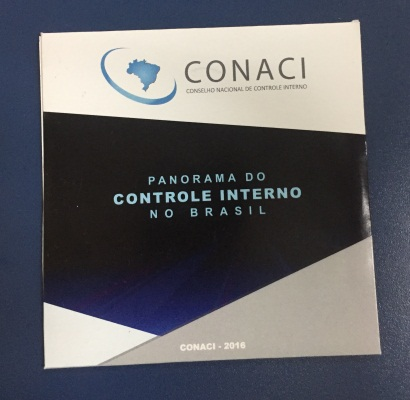 CONACI
CONSELHO NACIONAL DE CONTROLE INTERNO
PANORAMA DO
CONTROLE INTERNO
NO BRASIL
CONACI - 2016